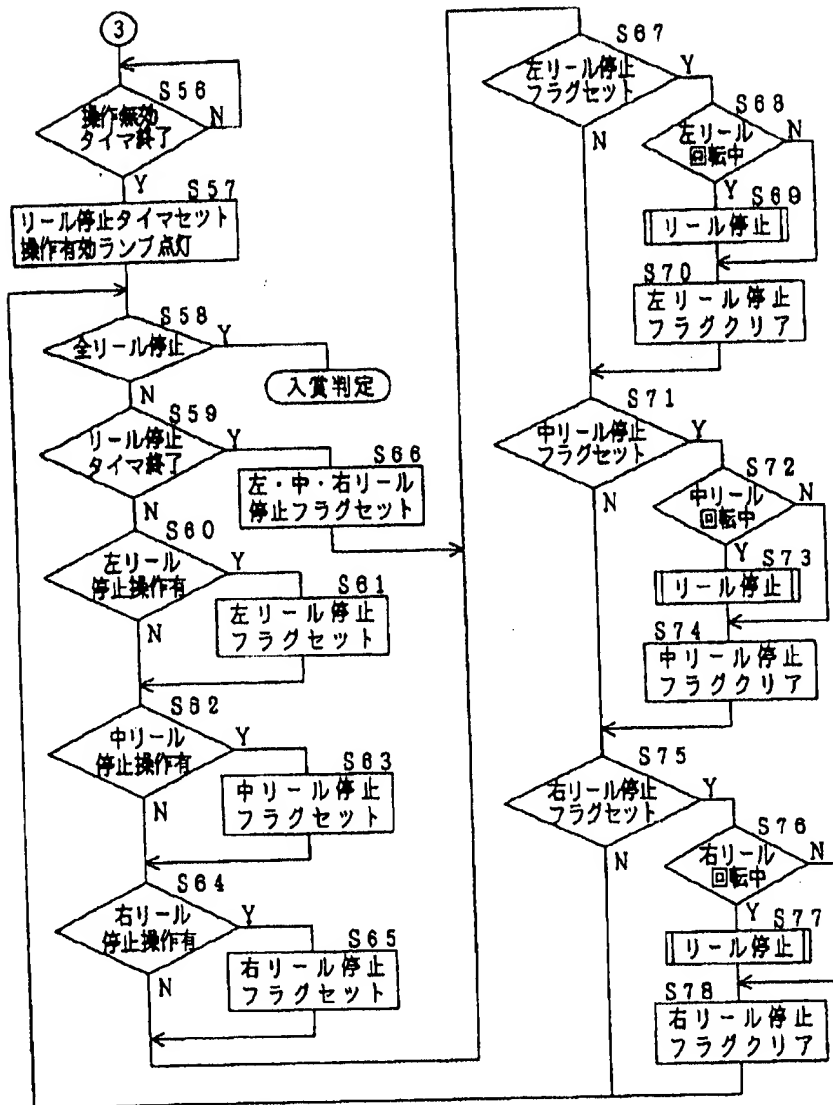 3
S56
操作無効
タイマ終了
N
Y
S57
リール停止タイマセット
操作有効ランプ点灯
S58
全リール停止
Y
入賞判定
N
S59
リール停止
タイマ終了
Y
S66
左・中・右リール
停止フラグセット
N
S60
左リール
停止操作有
Y
S61
左リール停止
フラグセット
N
S62
中リール
停止操作有
Y
S63
中リール停止
フラグセット
N
S64
右リール
停止操作有
Y
S65
右リール停止
フラグセット
N
S67
左リール停止
フラグセット
Y
N
S68
左リール
回転中
N
Y
S69
リール停止
S70
左リール停止
フラグクリア
S71
中リール停止
フラグセット
Y
N
S72
中リール
回転中
N
Y
S73
リール停止
S74
中リール停止
フラグクリア
S75
右リール停止
フラグセット
Y
N
S76
右リール
回転中
N
Y
S77
リール停止
S78
右リール停止
フラグクリア